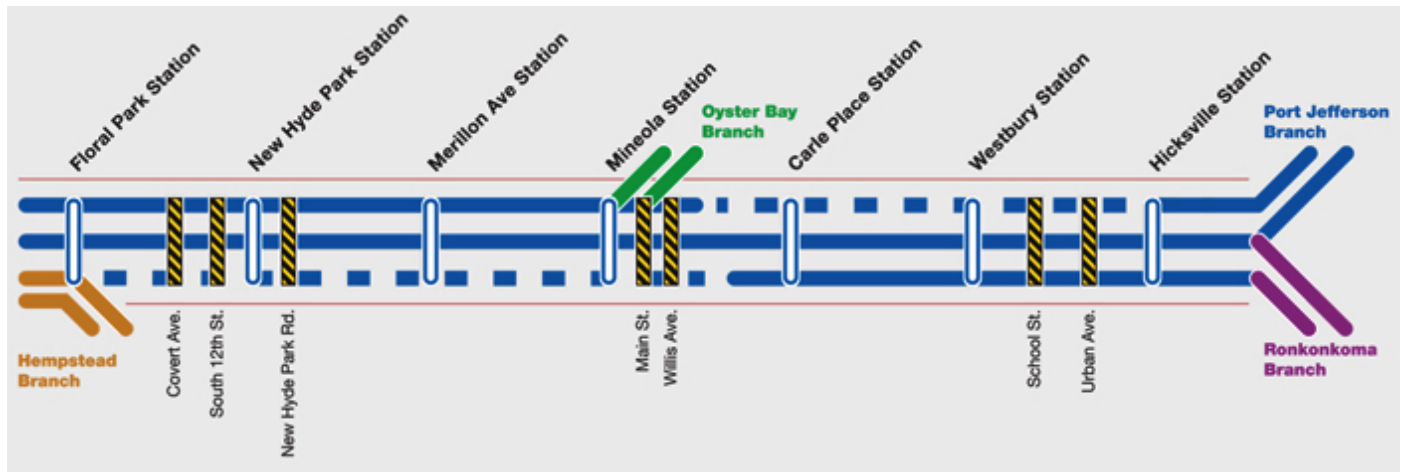 Floral Park Station
New Hyde Park Station
Merillon Ave Station
Mineola Station
Oyster Bay
Branch
Carle Place Station
Westbury Station
Hicksville Station
Port Jefferson
Branch
Hempstead
Branch
Covert Ave.
South 12th St.
New Hyde Park Rd.
Main St.
Willis Ave.
School St.
Urban Ave.
Ronkonkoma
Branch